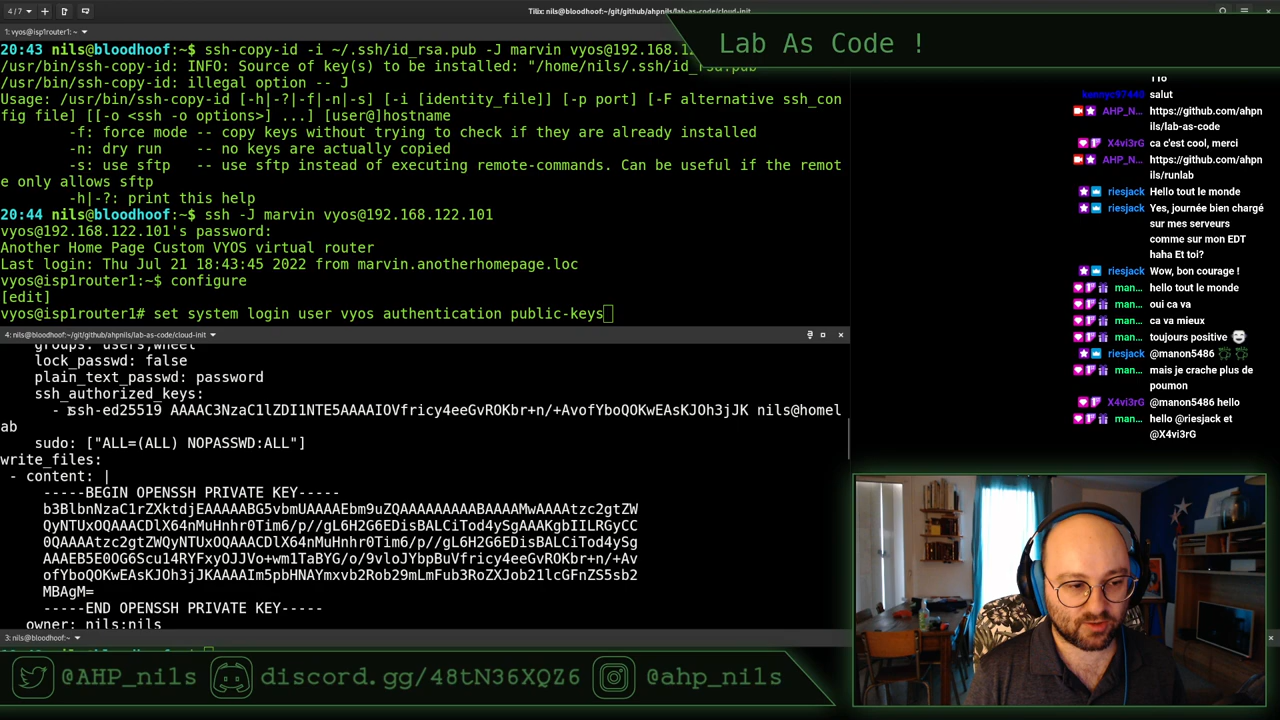 4 / 7
Tilix: nils@bloodhoof:~/git/github/ahpnils/lab-as-code/cloud-init
1: vyos@isp1router1: ~
20:43 nils@bloodhoof:~$ ssh-copy-id -i ~/.ssh/id_rsa.pub -J marvin vyos@192.168.1
/usr/bin/ssh-copy-id: INFO: Source of key(s) to be installed: "/home/nils/.ssh/id_rsa.pub"
/usr/bin/ssh-copy-id: illegal option -- J
Usage: /usr/bin/ssh-copy-id [-h|-?|-f|-n|-s] [-i [identity_file]] [-p port] [-F alternative ssh_con
fig file] [[-o <ssh -o options>] ...] [user@]hostname
-f: force mode -- copy keys without trying to check if they are already installed
-n: dry run -- no keys are actually copied
-s: use sftp -- use sftp instead of executing remote-commands. Can be useful if the remot
e only allows sftp
-h|-?: print this help
20:44 nils@bloodhoof:~$ ssh -J marvin vyos@192.168.122.101
vyos@192.168.122.101's password:
Another Home Page Custom VYOS virtual router
Last login: Thu Jul 21 18:43:45 2022 from marvin.anotherhomepage.loc
vyos@isp1router1:~$ configure
[edit]
vyos@isp1router1# set system login user vyos authentication public-keys
4: nils@bloodhoof:~/git/github/ahpnils/lab-as-code/cloud-init
groups: users,wheel
lock_passwd: false
plain_text_passwd: password
ssh_authorized_keys:
- ssh-ed25519 AAAAC3NzaC1lZDI1NTE5AAAAIOVfricy4eeGvROKbr+n/+AvofYboQOKwEAsKJOh3jJK nils@homel
ab
sudo: ["ALL=(ALL) NOPASSWD:ALL"]
write_files:
- content: |
-----BEGIN OPENSSH PRIVATE KEY-----
b3BlbnNzaC1rZXktdjEAAAAABG5vbmUAAAAEbm9uZQAAAAAAAAABAAAAMwAAAAtzc2gtZW
QyNTUxOQAAACDlX64nMuHnhr0Tim6/p//gL6H2G6EDisBALCiTod4ySgAAAKgbIILRGyCC
0QAAAAtzc2gtZWQyNTUxOQAAACDlX64nMuHnhr0Tim6/p//gL6H2G6EDisBALCiTod4ySg
AAAEB5E0OG6Scu14RYFxyOJJVo+wm1TaBYG/o/9vloJYbpBuVfricy4eeGvROKbr+n/+Av
ofYboQOKwEAsKJOh3jJKAAAAIm5pbHNAYmxvb2Rob29mLmFub3RoZXJob21lcGFnZS5sb2
MBAgM=
-----END OPENSSH PRIVATE KEY-----
owner: nils:nils
3: nils@bloodhoof:~
Lab As Code !
kennyc97440 salut
AHP_N... https://github.com/ahpn
ils/lab-as-code
X4vi3rG ca c'est cool, merci
AHP_N... https://github.com/ahpn
ils/runlab
riesjack Hello tout le monde
riesjack Yes, journée bien chargé
sur mes serveurs
comme sur mon EDT
haha Et toi?
riesjack Wow, bon courage !
man... hello tout le monde
man... oui ca va
man... ca va mieux
man... toujours positive
riesjack @manon5486
man... mais je crache plus de
poumon
X4vi3rG @manon5486 hello
man... hello @riesjack et
@X4vi3rG
@AHP_nils
discord.gg/48tN36XQZ6
@ahp_nils